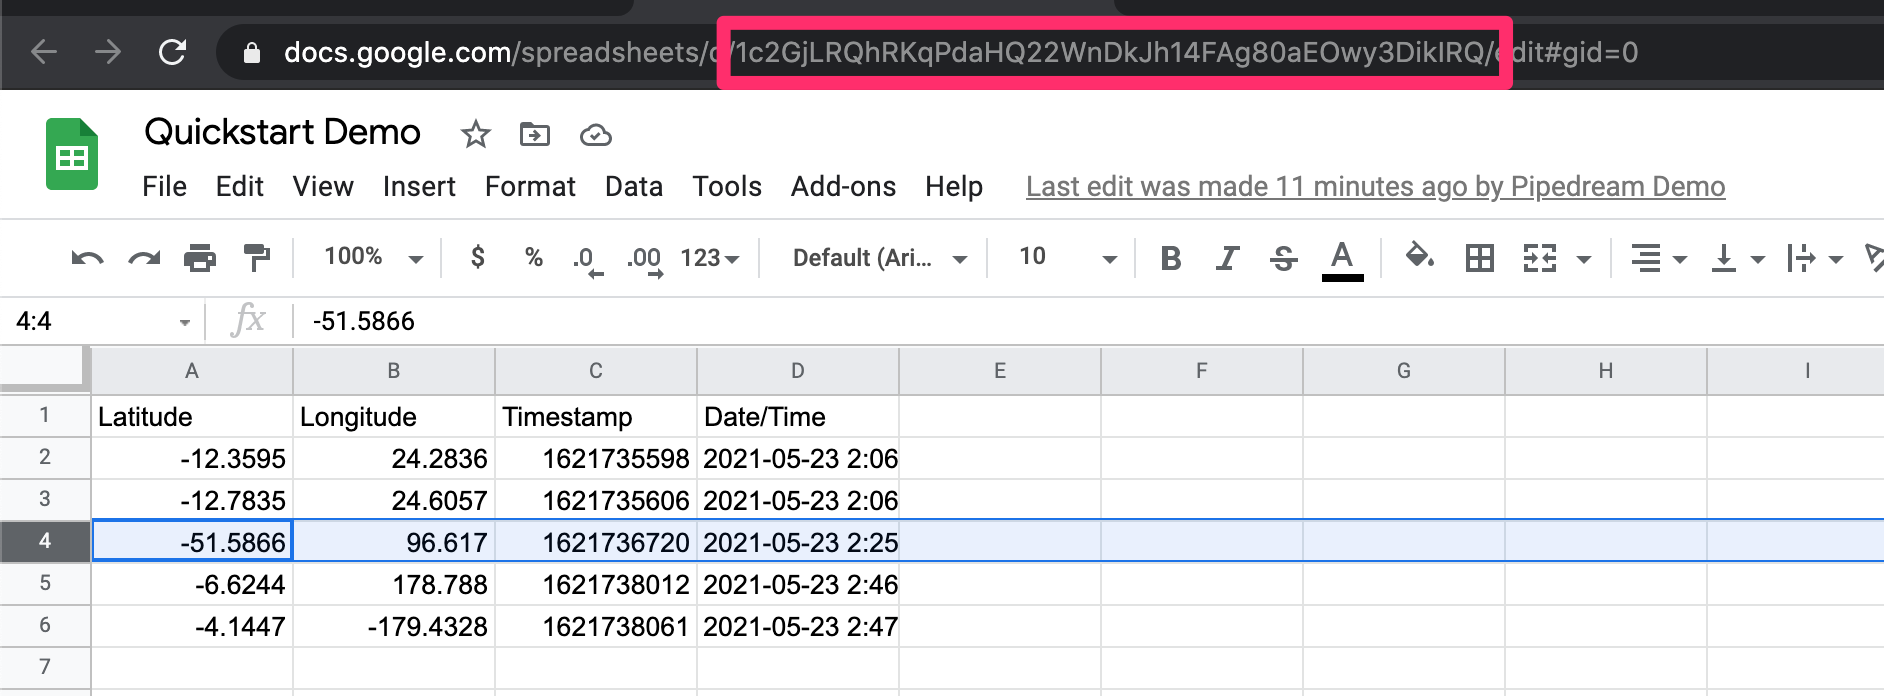 docs.google.com/spreadsheets/d/1c2GjLRQhRKqPdaHQ22WnDkJh14FAg80aEOwy3DikIRQ/edit#gid=0
Quickstart Demo
File Edit View Insert Format Data Tools Add-ons Help Last edit was made 11 minutes ago by Pipedream Demo
100% $ % .0 .00 123 Default (Ari... 10 B I S A
4:4 fx -51.5866
A B C D E F G H I
1 Latitude Longitude Timestamp Date/Time
2 -12.3595 24.2836 1621735598 2021-05-23 2:06
3 -12.7835 24.6057 1621735606 2021-05-23 2:06
4 -51.5866 96.617 1621736720 2021-05-23 2:25
5 -6.6244 178.788 1621738012 2021-05-23 2:46
6 -4.1447 -179.4328 1621738061 2021-05-23 2:47
7